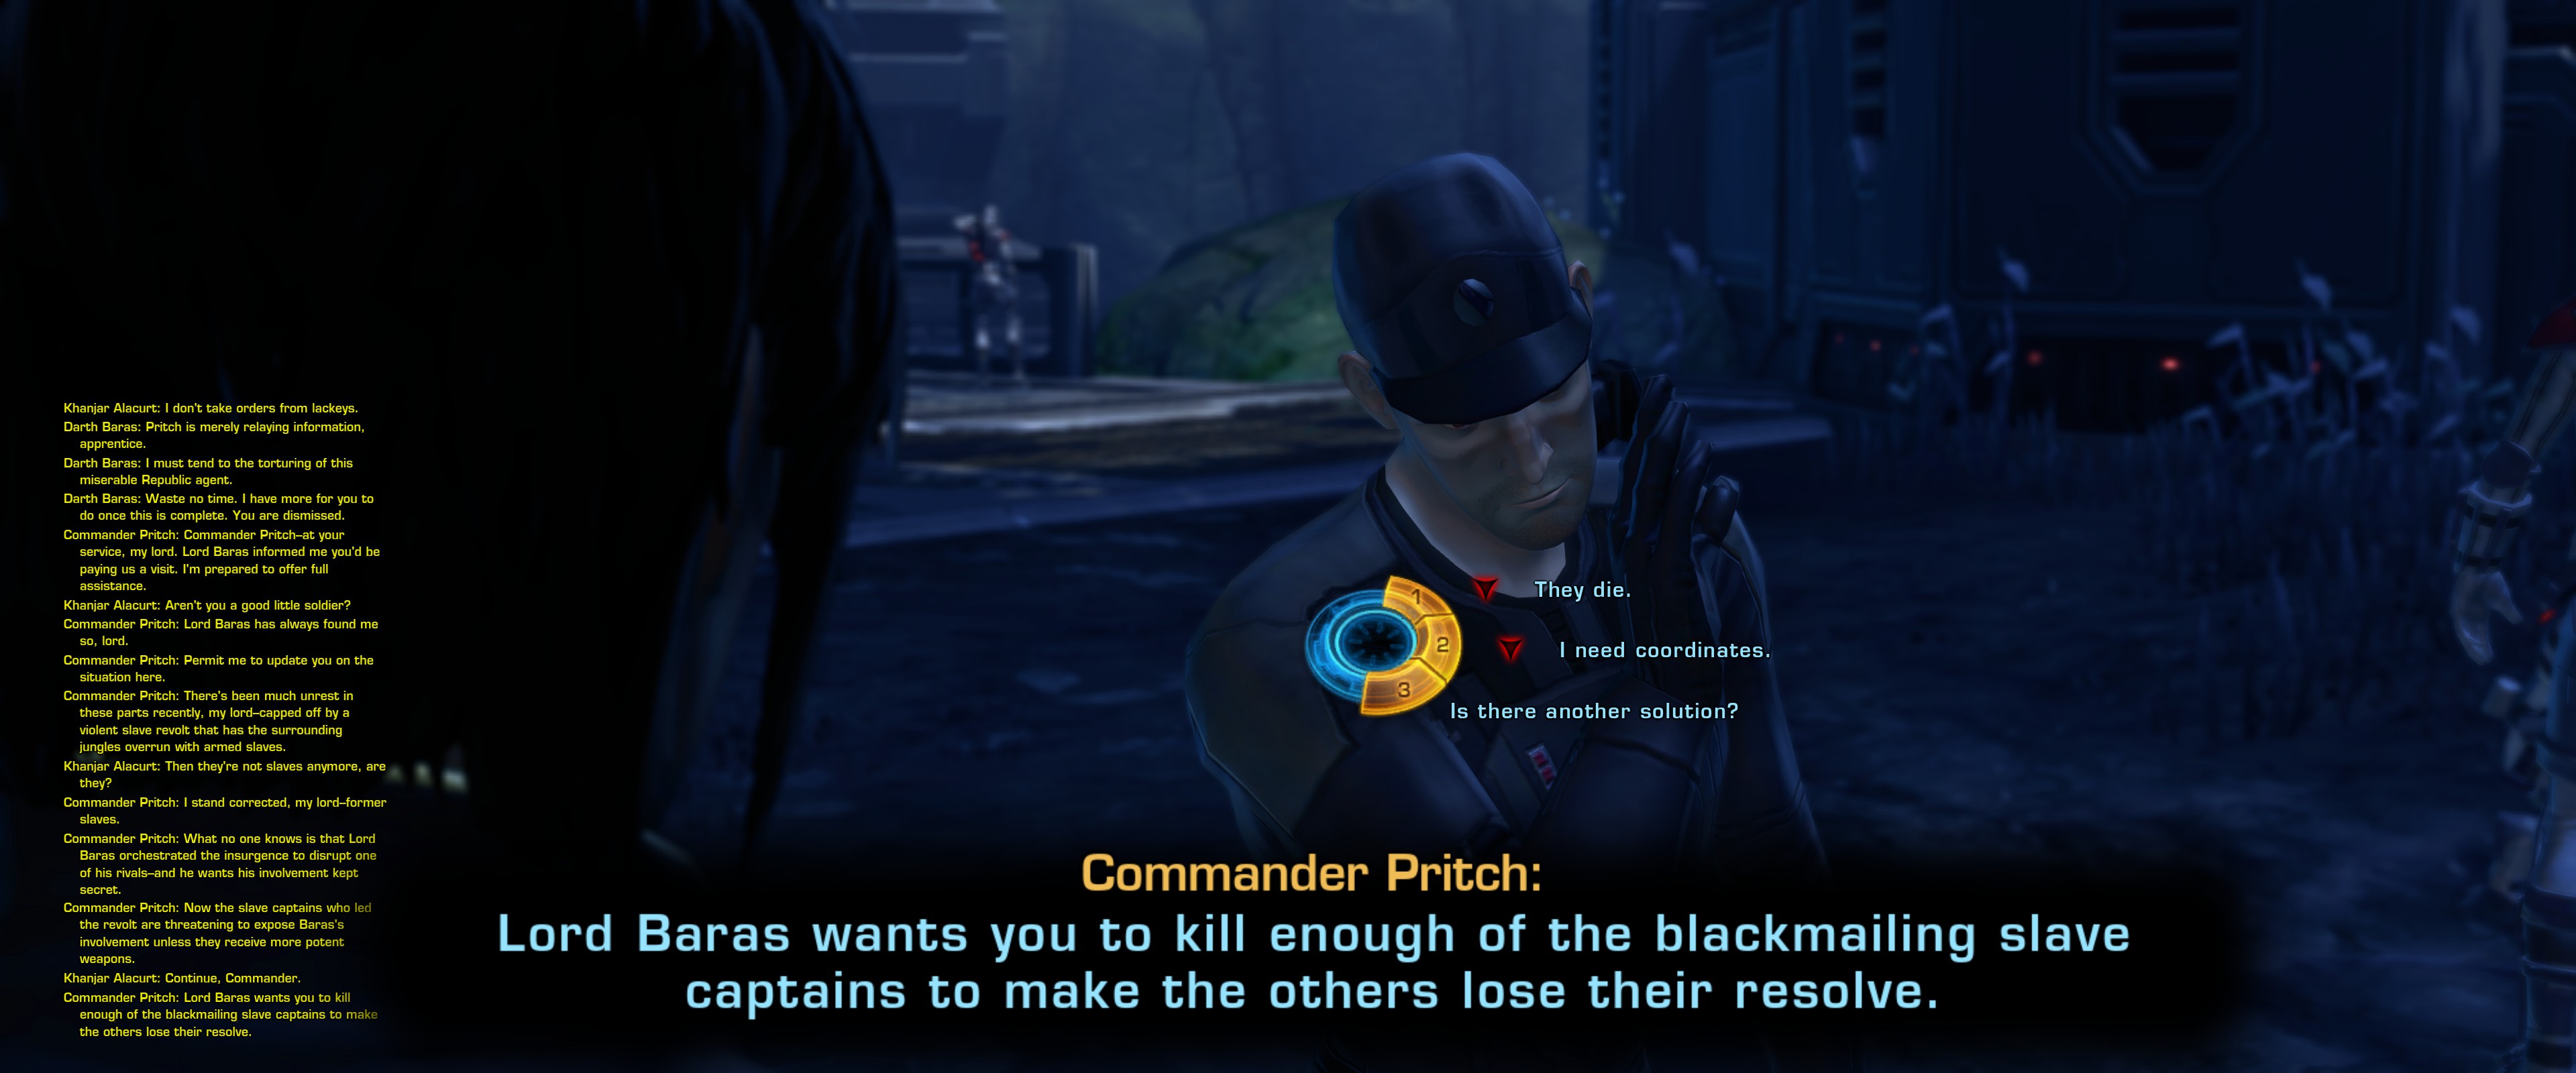 Khanjar Alacurt: I don't take orders from lackeys.
Darth Baras: Pritch is merely relaying information,
apprentice.
Darth Baras: I must tend to the torturing of this
miserable Republic agent.
Darth Baras: Waste no time. I have more for you to
do once this is complete. You are dismissed.
Commander Pritch: Commander Pritch–at your
service, my lord. Lord Baras informed me you'd be
paying us a visit. I'm prepared to offer full
assistance.
Khanjar Alacurt: Aren't you a good little soldier?
Commander Pritch: Lord Baras has always found me
so, lord.
Commander Pritch: Permit me to update you on the
situation here.
Commander Pritch: There's been much unrest in
these parts recently, my lord–capped off by a
violent slave revolt that has the surrounding
jungles overrun with armed slaves.
Khanjar Alacurt: Then they're not slaves anymore, are
they?
Commander Pritch: I stand corrected, my lord–former
slaves.
Commander Pritch: What no one knows is that Lord
Baras orchestrated the insurgence to disrupt one
of his rivals–and he wants his involvement kept
secret.
Commander Pritch: Now the slave captains who led
the revolt are threatening to expose Baras's
involvement unless they receive more potent
weapons.
Khanjar Alacurt: Continue, Commander.
Commander Pritch: Lord Baras wants you to kill
enough of the blackmailing slave captains to make
the others lose their resolve.
1 They die.
2 I need coordinates.
3 Is there another solution?
Commander Pritch:
Lord Baras wants you to kill enough of the blackmailing slave
captains to make the others lose their resolve.